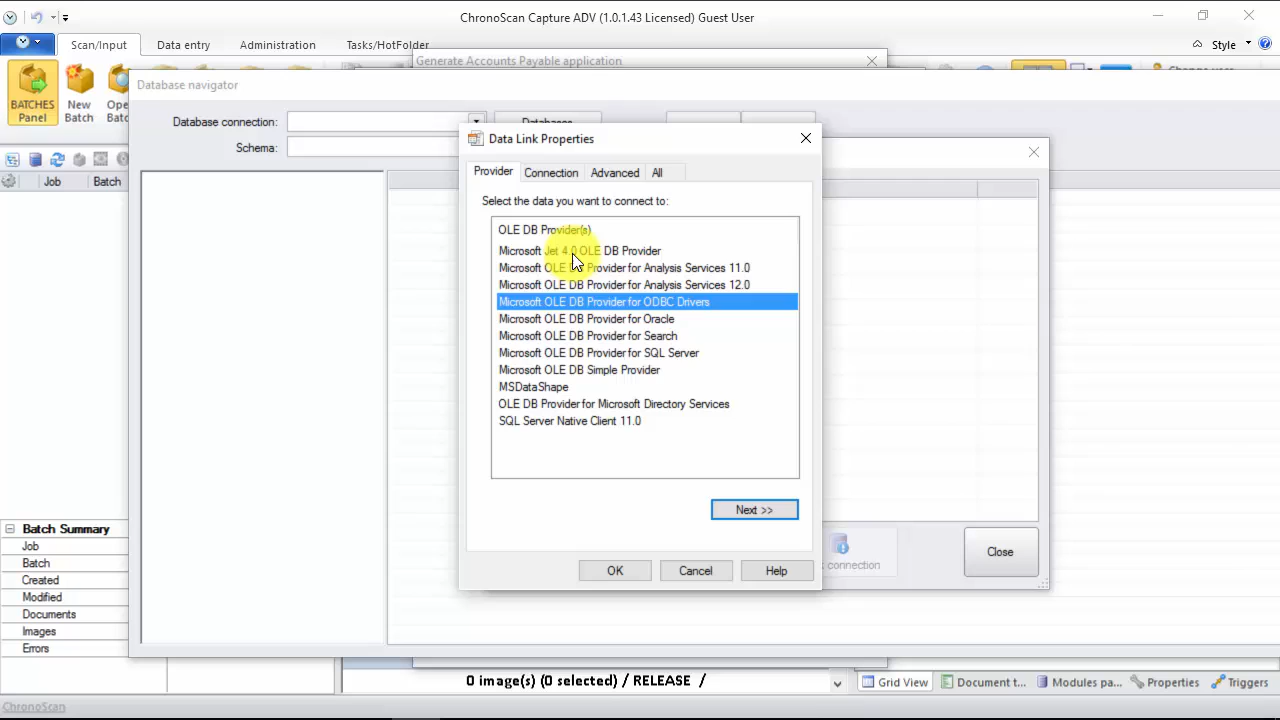 ChronoScan Capture ADV (1.0.1.43 Licensed) Guest User
Scan/Input
Data entry
Administration
Tasks/HotFolder
Style
Generate Accounts Payable application
BATCHES
Panel
New
Batch
Database navigator
Database connection:
Schema:
Job
Batch
Data Link Properties
Provider
Connection
Advanced
All
Select the data you want to connect to:
OLE DB Provider(s)
Microsoft Jet 4.0 OLE DB Provider
Microsoft OLE DB Provider for Analysis Services 11.0
Microsoft OLE DB Provider for Analysis Services 12.0
Microsoft OLE DB Provider for ODBC Drivers
Microsoft OLE DB Provider for Oracle
Microsoft OLE DB Provider for Search
Microsoft OLE DB Provider for SQL Server
Microsoft OLE DB Simple Provider
MSDataShape
OLE DB Provider for Microsoft Directory Services
SQL Server Native Client 11.0
Next >>
OK
Cancel
Help
connection
Close
Batch Summary
Job
Batch
Created
Modified
Documents
Images
Errors
0 image(s) (0 selected) / RELEASE /
Grid View
Document t...
Modules pa...
Properties
Triggers
ChronoScan